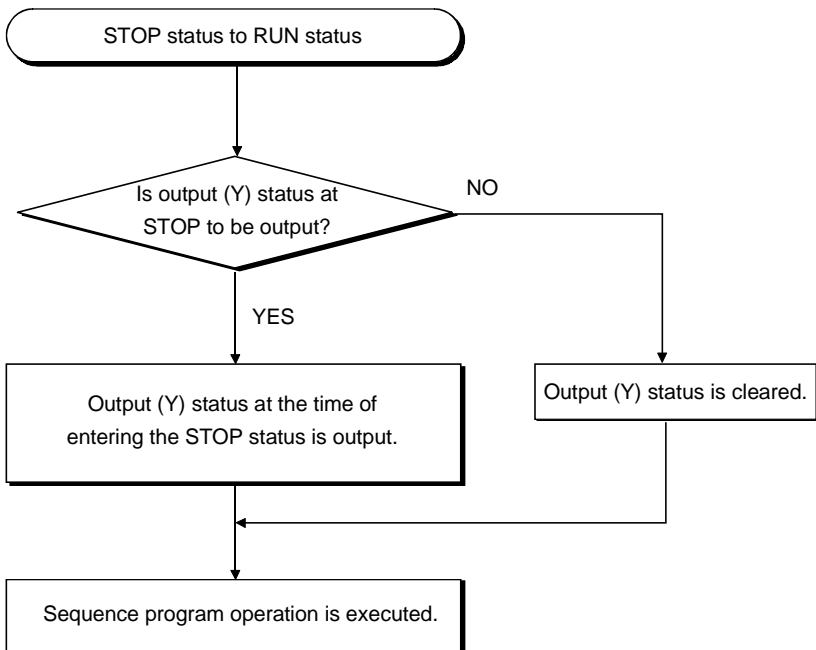 STOP status to RUN status
Is output (Y) status at
STOP to be output?
NO
YES
Output (Y) status at the time of
entering the STOP status is output.
Output (Y) status is cleared.
Sequence program operation is executed.